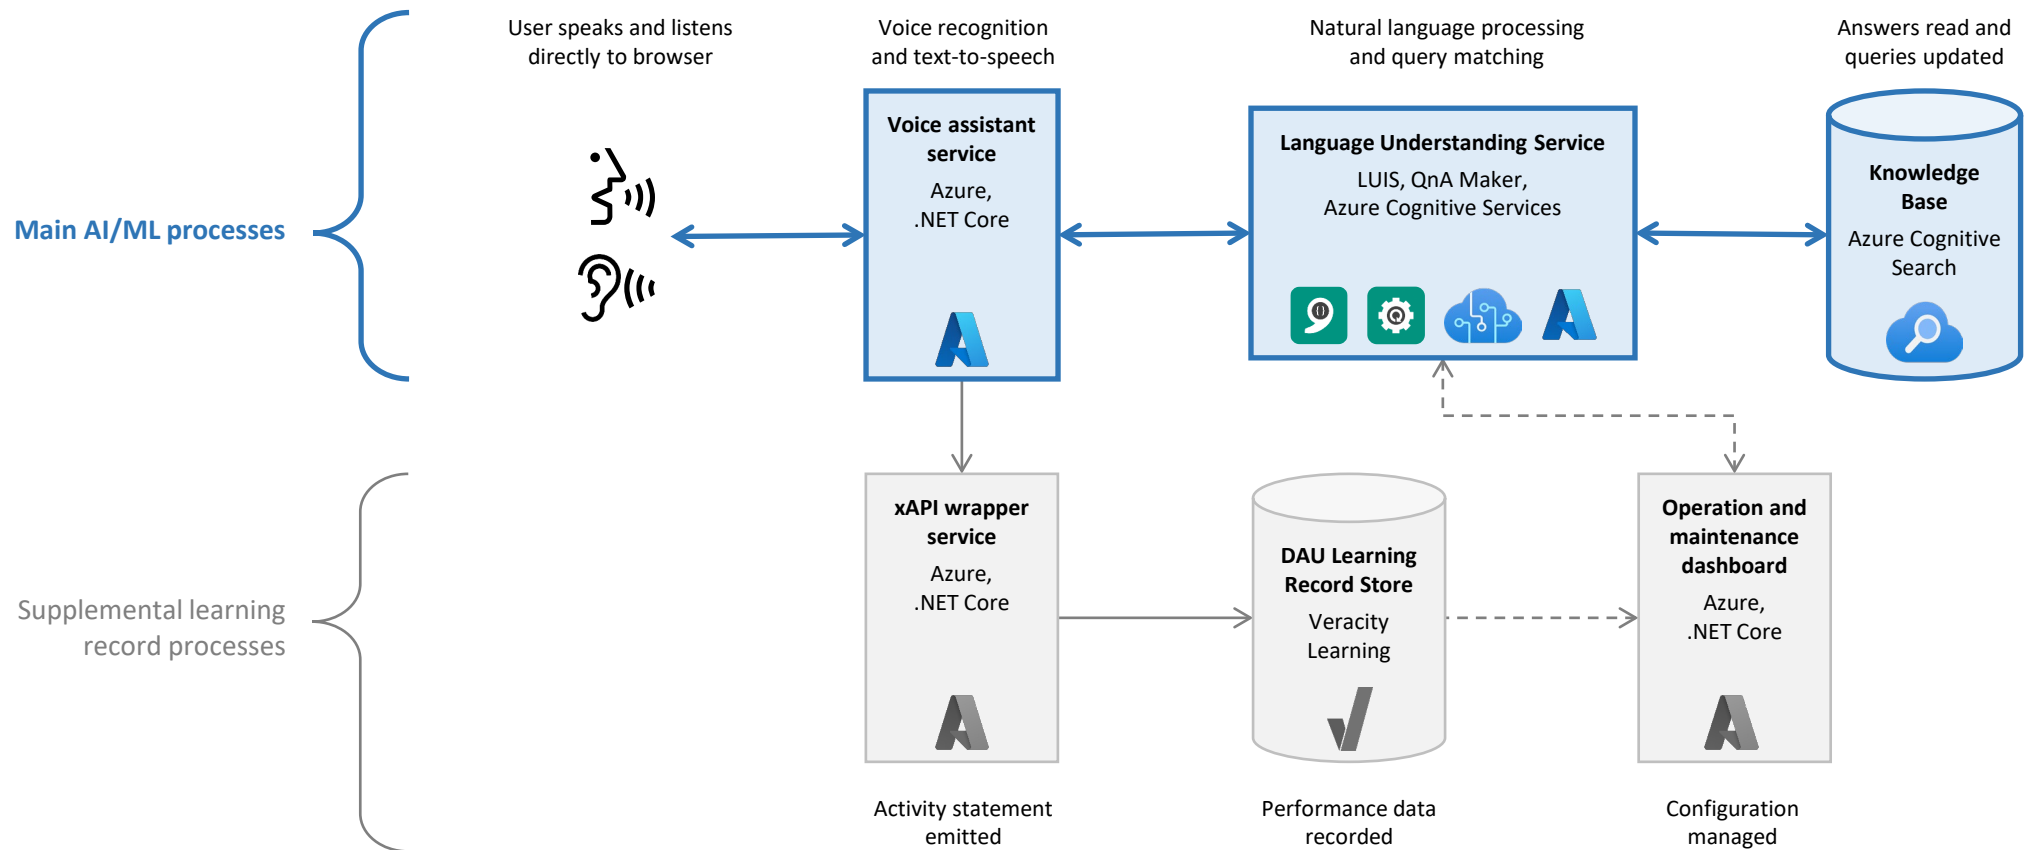 User speaks and listens
directly to browser
Voice recognition
and text-to-speech
Natural language processing
and query matching
Answers read and
queries updated
Main AI/ML processes
Voice assistant
service
Azure,
.NET Core
Language Understanding Service
LUIS, QnA Maker,
Azure Cognitive Services
Knowledge
Base
Azure Cognitive
Search
Supplemental learning
record processes
xAPI wrapper
service
Azure,
.NET Core
DAU Learning
Record Store
Veracity
Learning
Operation and
maintenance
dashboard
Azure,
.NET Core
Activity statement
emitted
Performance data
recorded
Configuration
managed